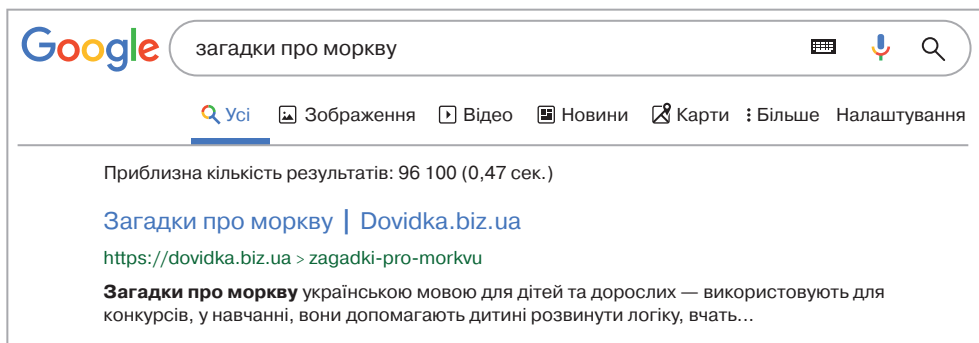 Google загадки про моркву
Усі Зображення Відео Новини Карти Більше Налаштування
Приблизна кількість результатів: 96 100 (0,47 сек.)
Загадки про моркву | Dovidka.biz.ua
https://dovidka.biz.ua > zagadki-pro-morkvu
Загадки про моркву українською мовою для дітей та дорослих — використовують для
конкурсів, у навчанні, вони допомагають дитині розвинути логіку, вчать...